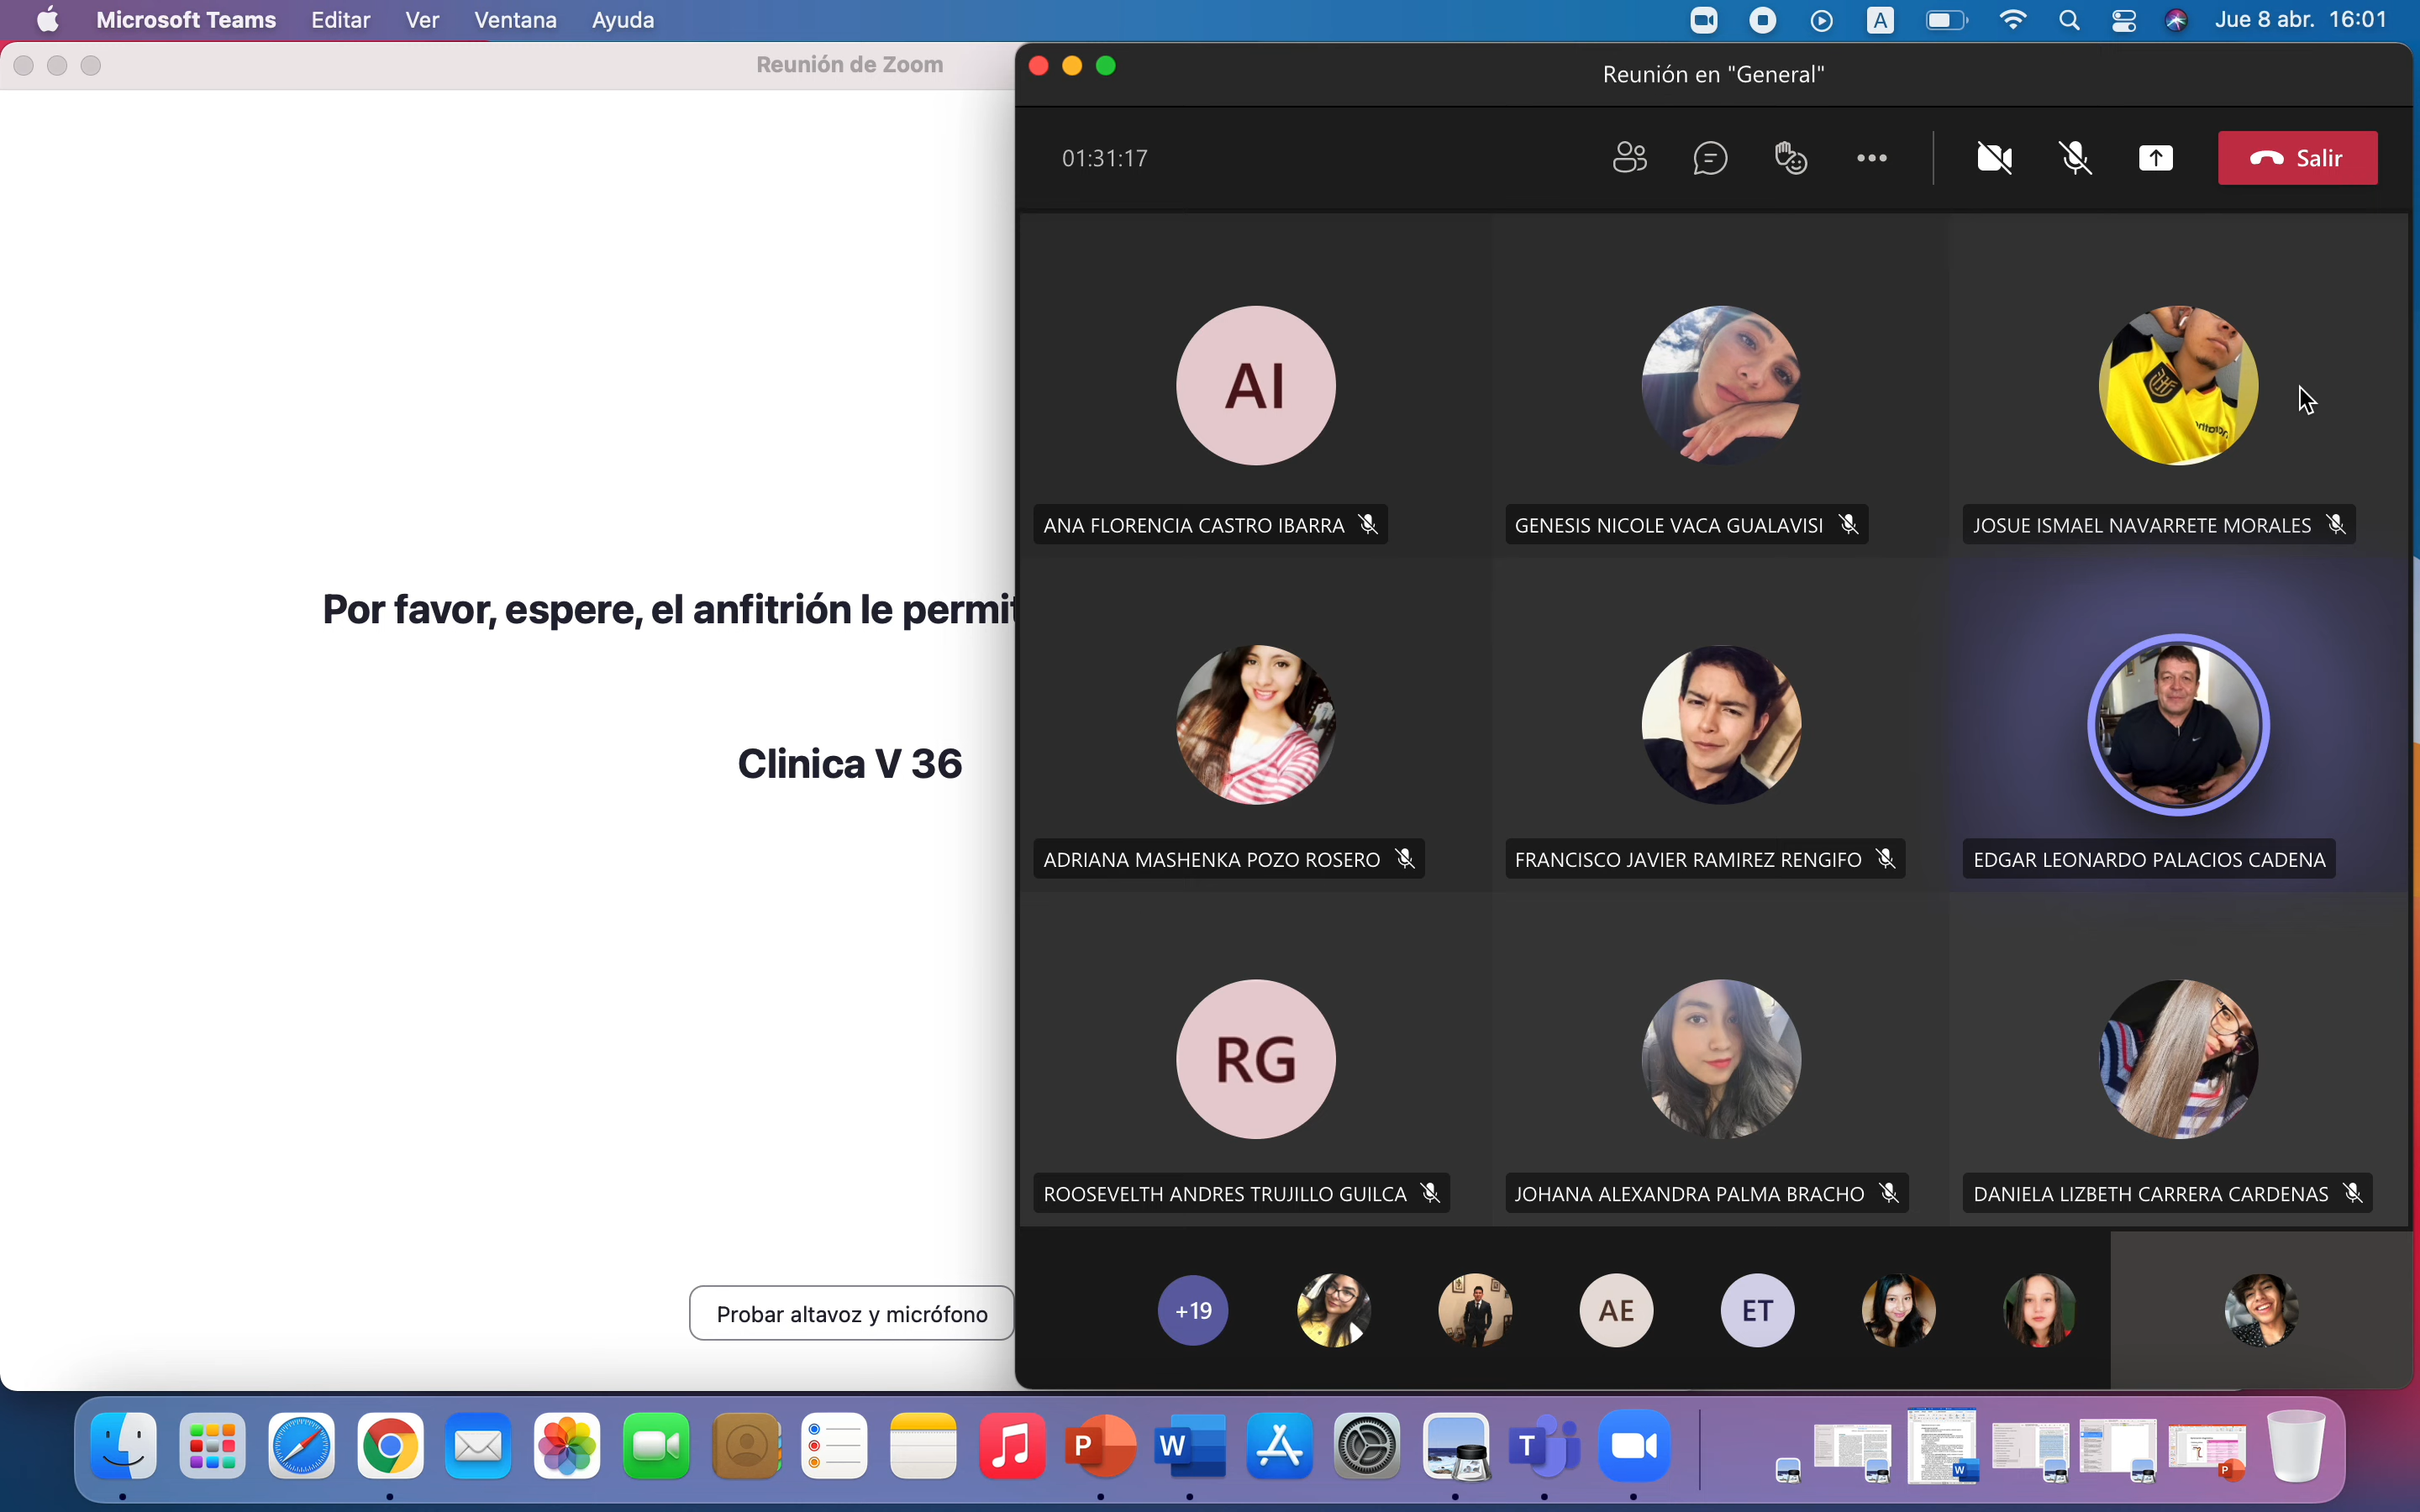 Microsoft Teams Editar Ver Ventana Ayuda
A
Jue 8 abr. 16:01
Reunión de Zoom
Por favor, espere, el anfitrión le permi
Clinica V 36
Probar altavoz y micrófono
Reunión en "General"
01:31:17
Salir
AI
ANA FLORENCIA CASTRO IBARRA
GENESIS NICOLE VACA GUALAVISI
JOSUE ISMAEL NAVARRETE MORALES
ADRIANA MASHENKA POZO ROSERO
FRANCISCO JAVIER RAMIREZ RENGIFO
EDGAR LEONARDO PALACIOS CADENA
RG
ROOSEVELTH ANDRES TRUJILLO GUILCA
JOHANA ALEXANDRA PALMA BRACHO
DANIELA LIZBETH CARRERA CARDENAS
+19
AE
ET
P
W
T
W
P